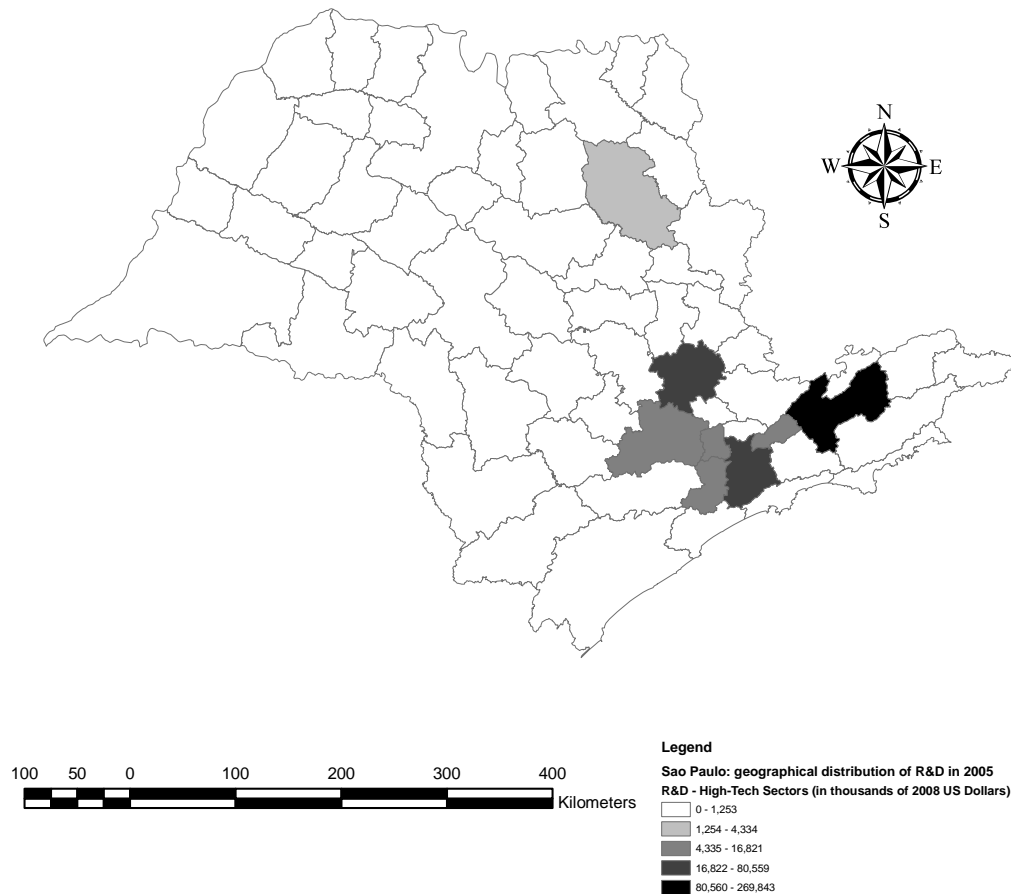 N
W E
S
100 50 0 100 200 300 400
Kilometers
Legend
Sao Paulo: geographical distribution of R&D in 2005
R&D - High-Tech Sectors (in thousands of 2008 US Dollars)
0 - 1,253
1,254 - 4,334
4,335 - 16,821
16,822 - 80,559
80,560 - 269,843